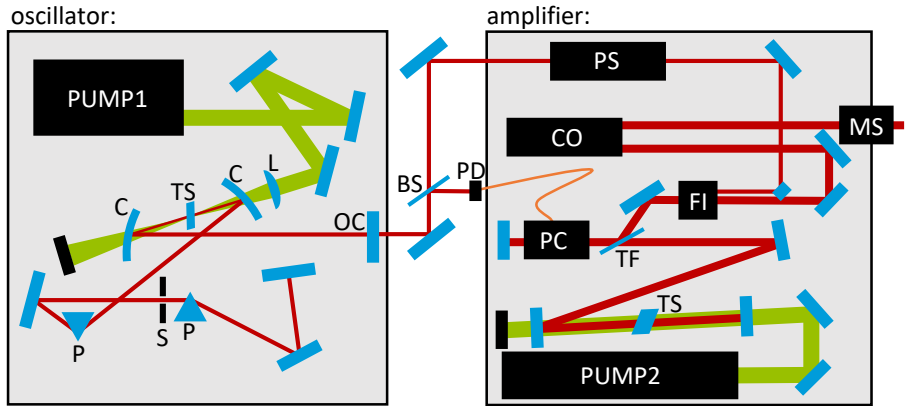 oscillator:
amplifier:
PUMP1
PS
CO
MS
C
TS
C
L
BS
PD
FI
OC
PC
TF
P
S
P
TS
PUMP2